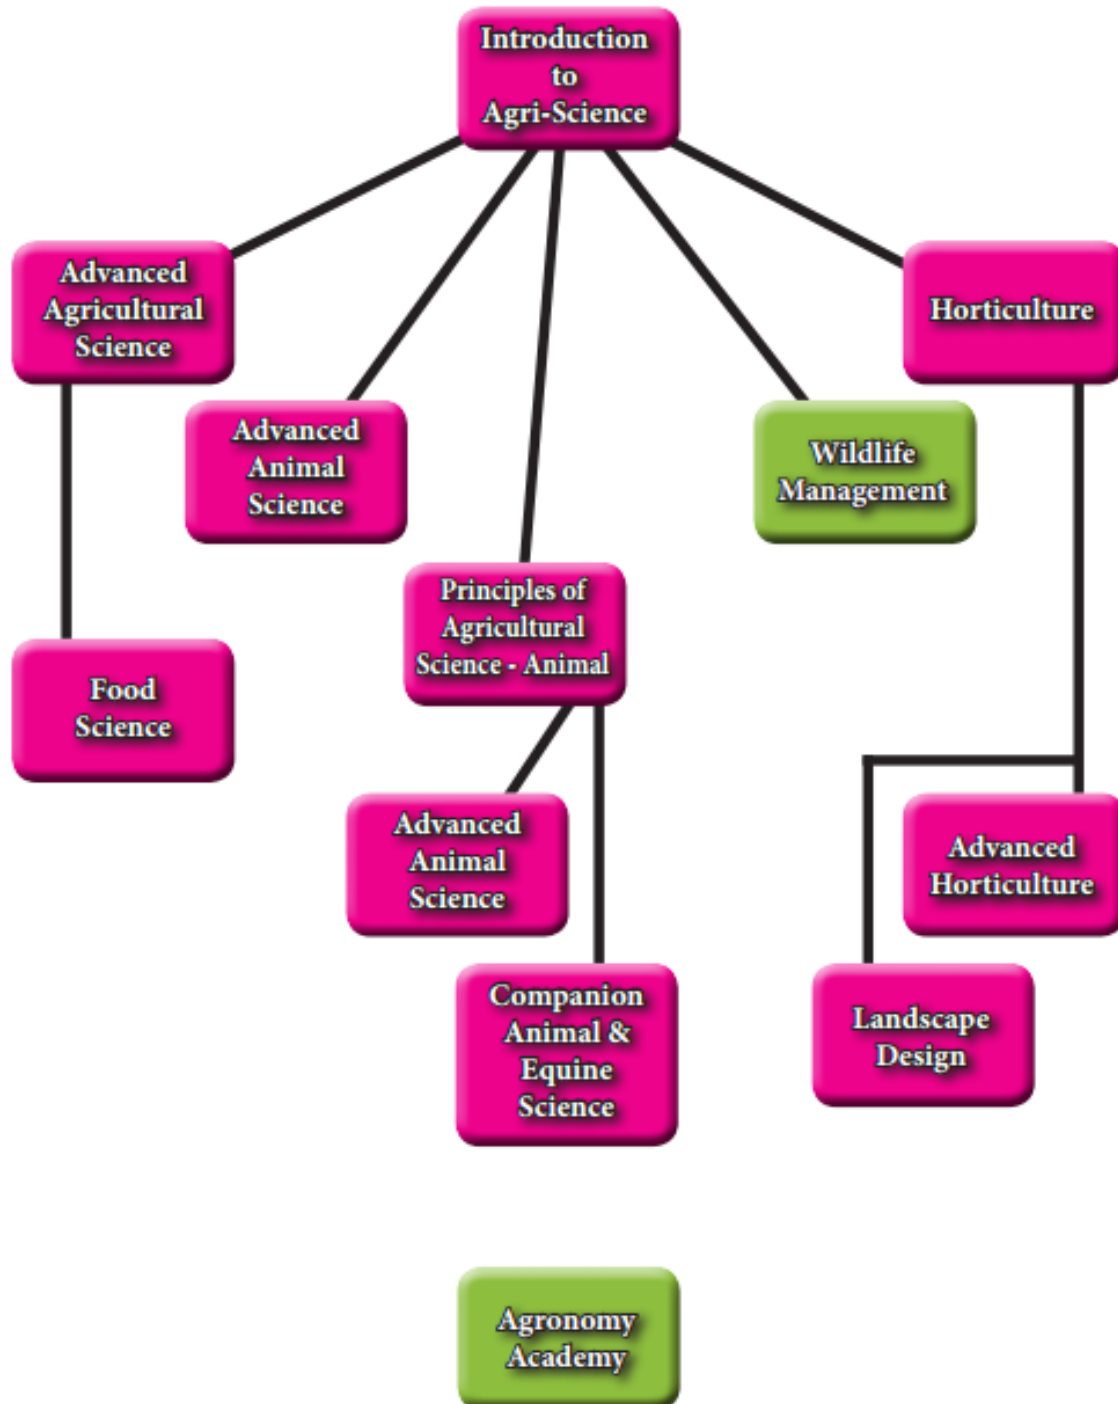 Introduction
to
Agri-Science
Advanced
Agricultural
Science
Horticulture
Advanced
Animal
Science
Wildlife
Management
Principles of
Agricultural
Science - Animal
Food
Science
Advanced
Animal
Science
Advanced
Horticulture
Companion
Animal &
Equine
Science
Landscape
Design
Agronomy
Academy